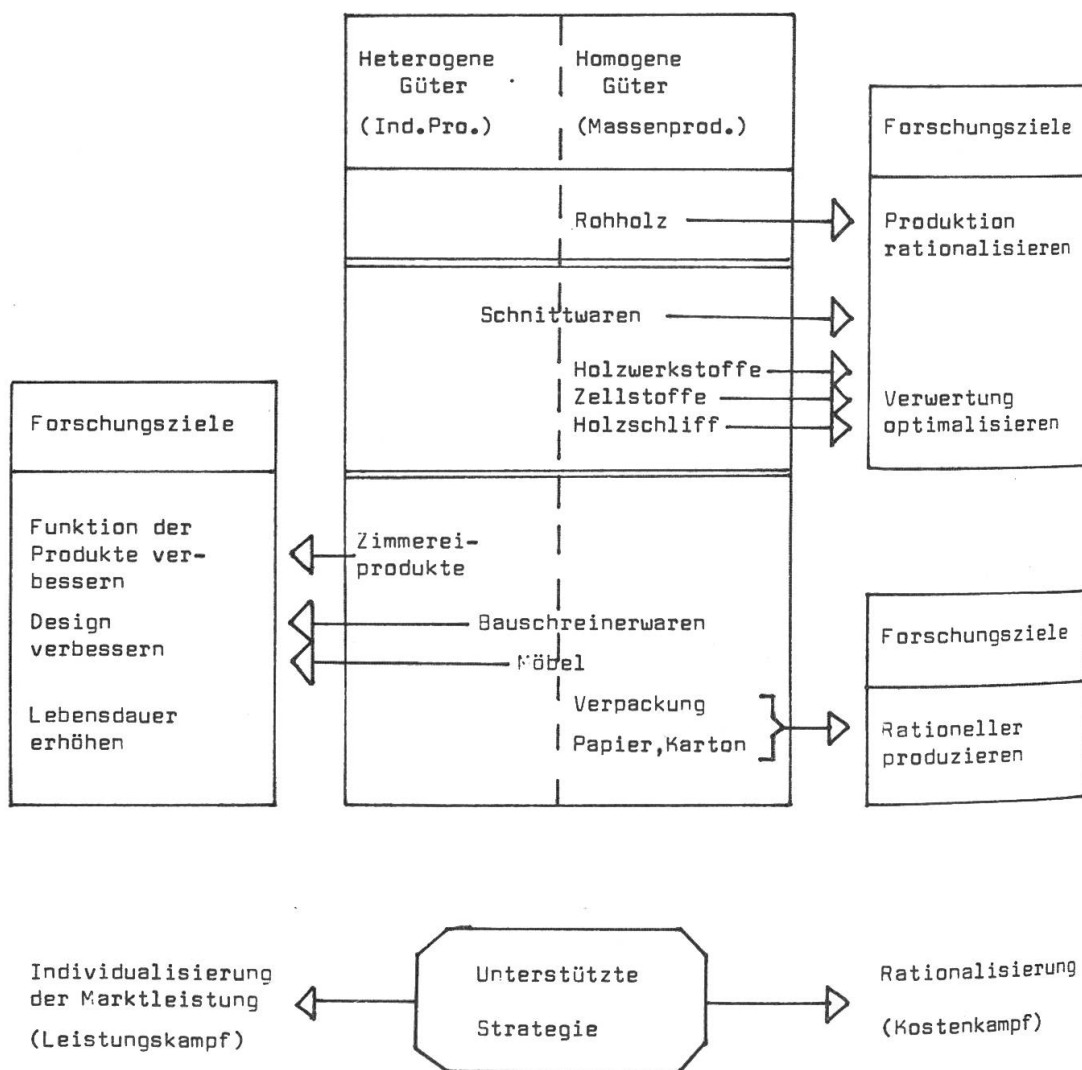 Heterogene
Güter
(Ind.Pro.)
Homogene
Güter
(Massenprod.)
Forschungsziele
Rohholz
Produktion
rationalisieren
Schnittwaren
Holzwerkstoffe
Zellstoffe
Holzschliff
Verwertung
optimalisieren
Forschungsziele
Funktion der
Produkte ver-
bessern
Design
verbessern
Lebensdauer
erhöhen
Zimmerei-
produkte
Bauschreinerwaren
Möbel
Verpackung
Papier,Karton
Forschungsziele
Rationeller
produzieren
Individualisierung
der Marktleistung
(Leistungskampf)
Unterstützte
Strategie
Rationalisierung
(Kostenkampf)